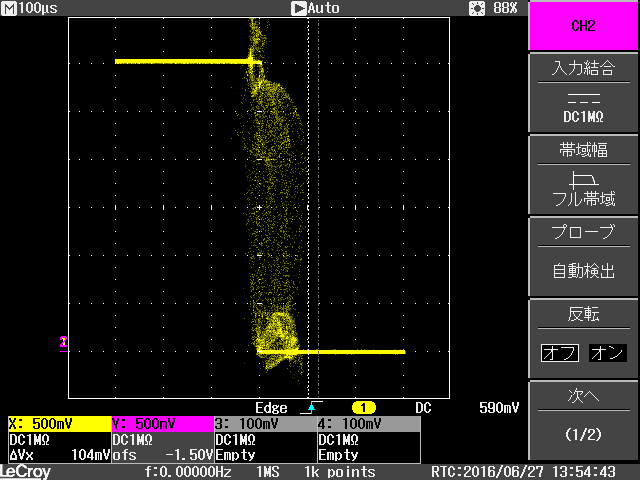 M 100μs
Auto
88%
CH2
入力結合
DC1MΩ
帯域幅
フル帯域
プローブ
自動検出
反転
オフ オン
次へ
(1/2)
2
Edge
1
DC
590mV
X: 500mV
DC1MΩ
ΔVx 104mV
Y: 500mV
DC1MΩ
ofs -1.50V
3: 100mV
DC1MΩ
Empty
4: 100mV
DC1MΩ
Empty
LeCroy
f:0.00000Hz
1MS
1k points
RTC:2016/06/27 13:54:43